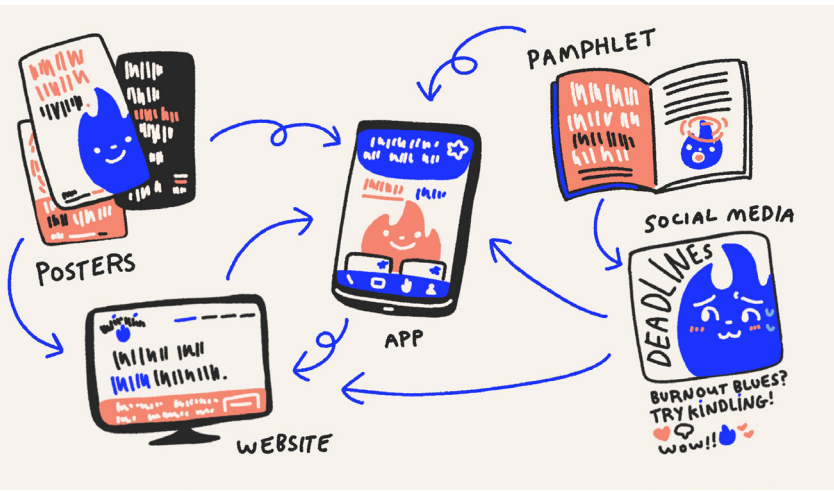 PAMPHLET
POSTERS
APP
SOCIAL MEDIA
DEADLINES
BURNOUT BLUES?
TRY KINDLING!
WOW!!
WEBSITE